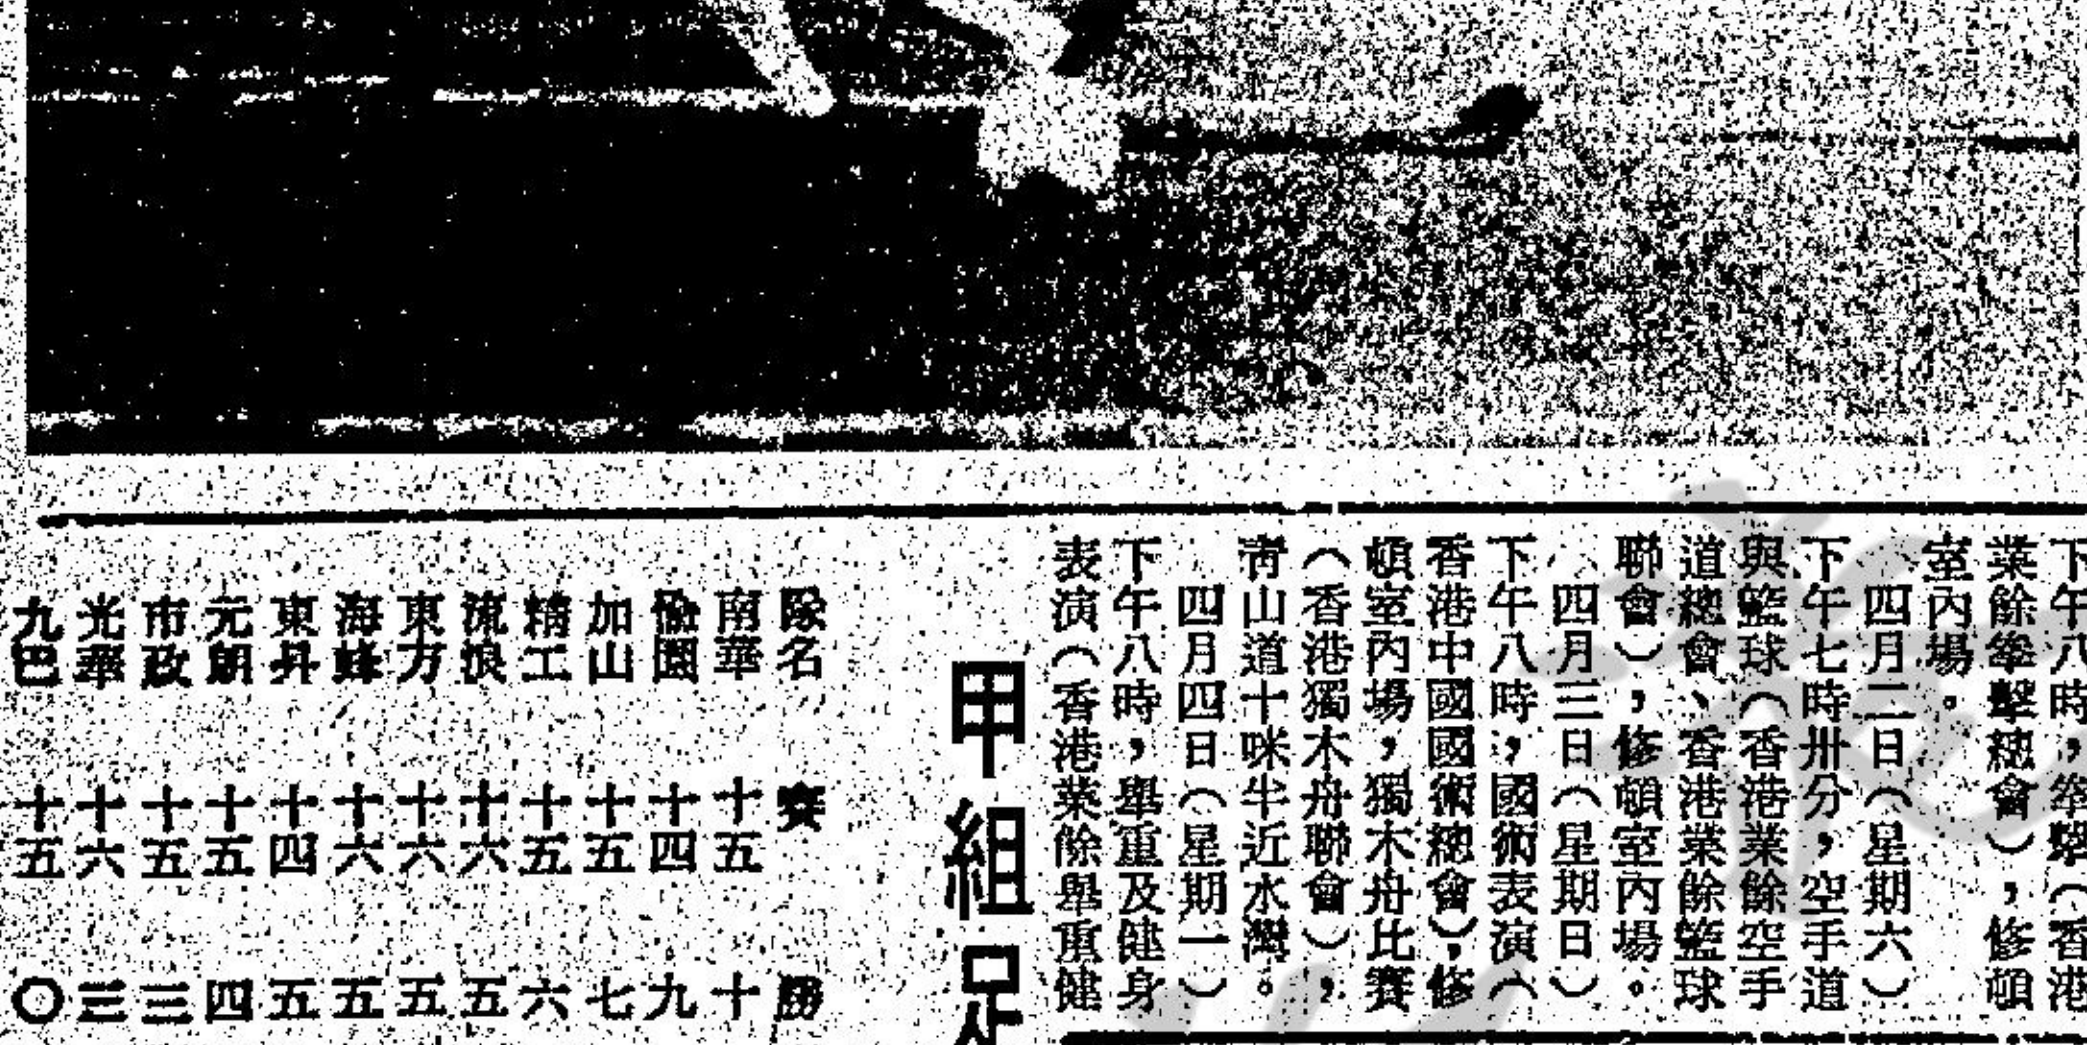 下午八時，拳擊（香港
業餘拳擊總會），修頓
室內場。
四月二日（星期六）
下午七時卅分，空手道
與籃球（香港業餘空手
道總會、香港業餘籃球
聯會），修頓室內場。
四月三日（星期日）
下午八時，國術表演（
香港中國國術總會），修
頓室內場，獨木舟比賽
（香港獨木舟聯會），
青山道十咪半近水灣。
四月四日（星期一）
下午八時，舉重及健身
表演（香港業餘舉重健
甲組足
隊名 賽 勝
南華 十五 十
愉園 十四 九
加山 十五 七
精工 十五 六
流浪 十六 五
東方 十六 五
海蜂 十六 五
東昇 十四 五
元朗 十五 四
市政 十五 三
光華 十六 三
九巴 十五 〇